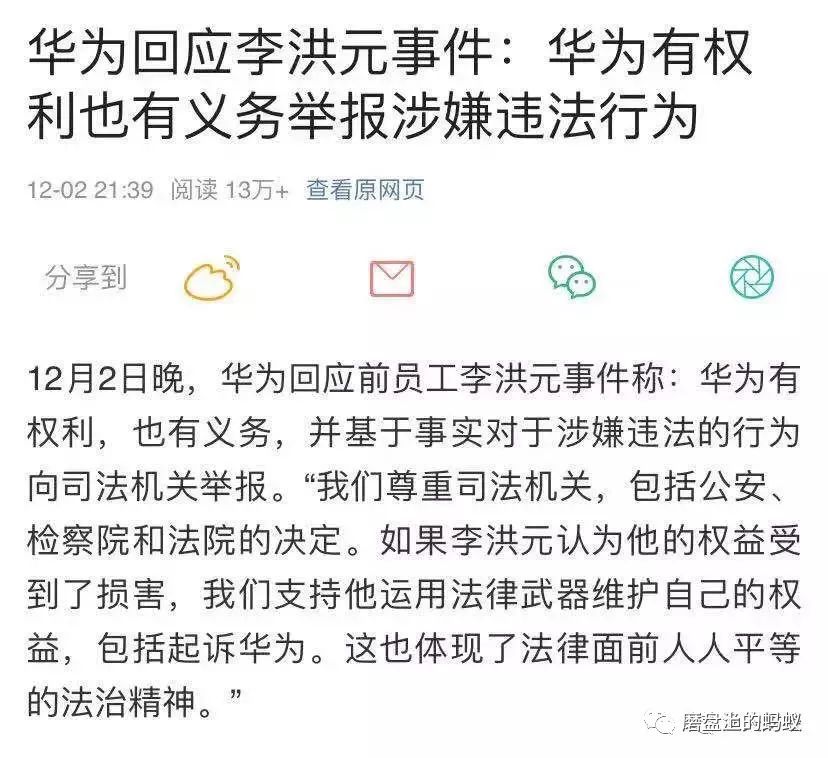 华为回应李洪元事件：华为有权
利也有义务举报涉嫌违法行为
12-02 21:39 阅读 13万+ 查看原网页
分享到
12月2日晚，华为回应前员工李洪元事件称：华为有
权利，也有义务，并基于事实对于涉嫌违法的行为
向司法机关举报。“我们尊重司法机关，包括公安、
检察院和法院的决定。如果李洪元认为他的权益受
到了损害，我们支持他运用法律武器维护自己的权
益，包括起诉华为。这也体现了法律面前人人平等
的法治精神。”
磨盘上的蚂蚁